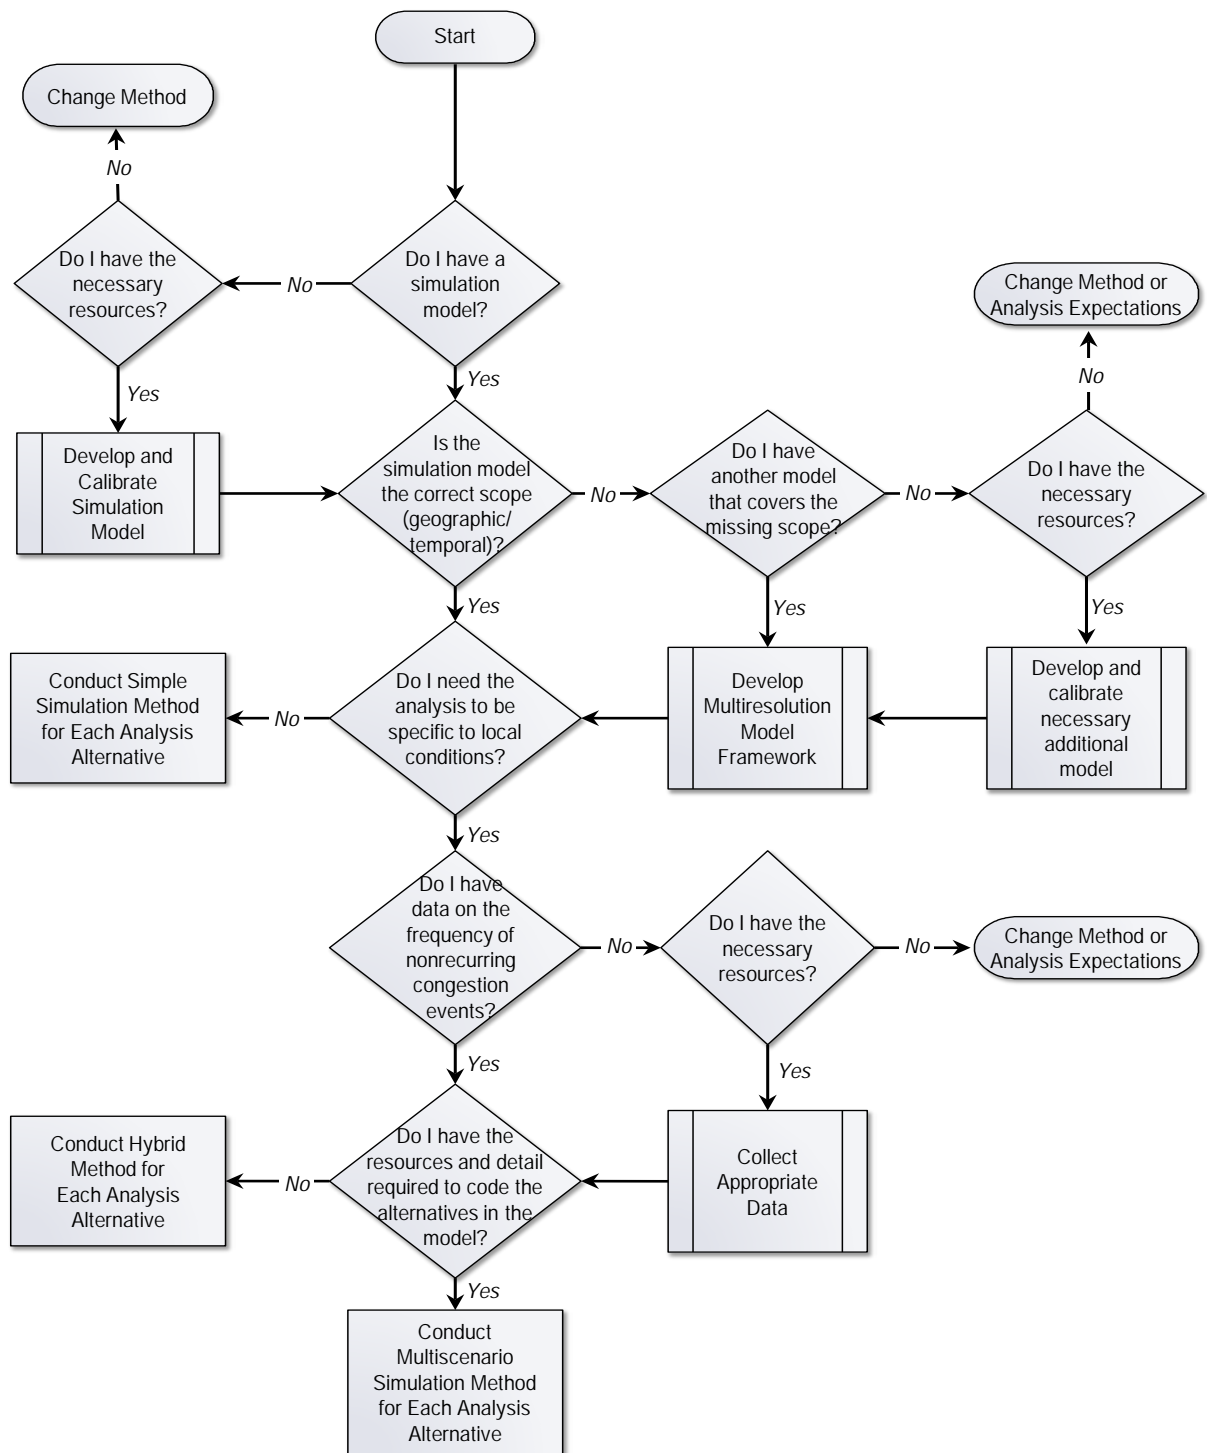 Start
Change Method
No
Do I have the
necessary
resources?
No
Do I have a
simulation
model?
Change Method or
Analysis Expectations
Yes
Yes
No
Develop and
Calibrate
Simulation
Model
Is the
simulation model
the correct scope
(geographic/
temporal)?
No
Do I have
another model
that covers the
missing scope?
No
Do I have the
necessary
resources?
Yes
Yes
Yes
Conduct Simple
Simulation Method
for Each Analysis
Alternative
No
Do I need the
analysis to be
specific to local
conditions?
Develop
Multiresolution
Model
Framework
Develop and
calibrate
necessary
additional
model
Yes
Do I have
data on the
frequency of
nonrecurring
congestion
events?
No
Do I have the
necessary
resources?
No
Change Method or
Analysis Expectations
Yes
Yes
Conduct Hybrid
Method for
Each Analysis
Alternative
No
Do I have the
resources and detail
required to code the
alternatives in the
model?
Collect
Appropriate
Data
Yes
Conduct
Multiscenario
Simulation Method
for Each Analysis
Alternative